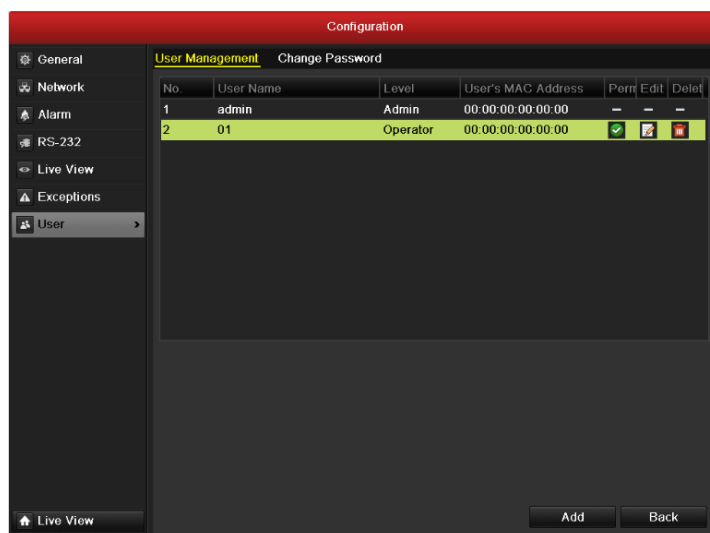 Configuration
General
Network
Alarm
RS-232
Live View
Exceptions
User
Live View
User Management Change Password
No. User Name Level User's MAC Address Perm Edit Delet
1 admin Admin 00:00:00:00:00:00 – – –
2 01 Operator 00:00:00:00:00:00
Add Back